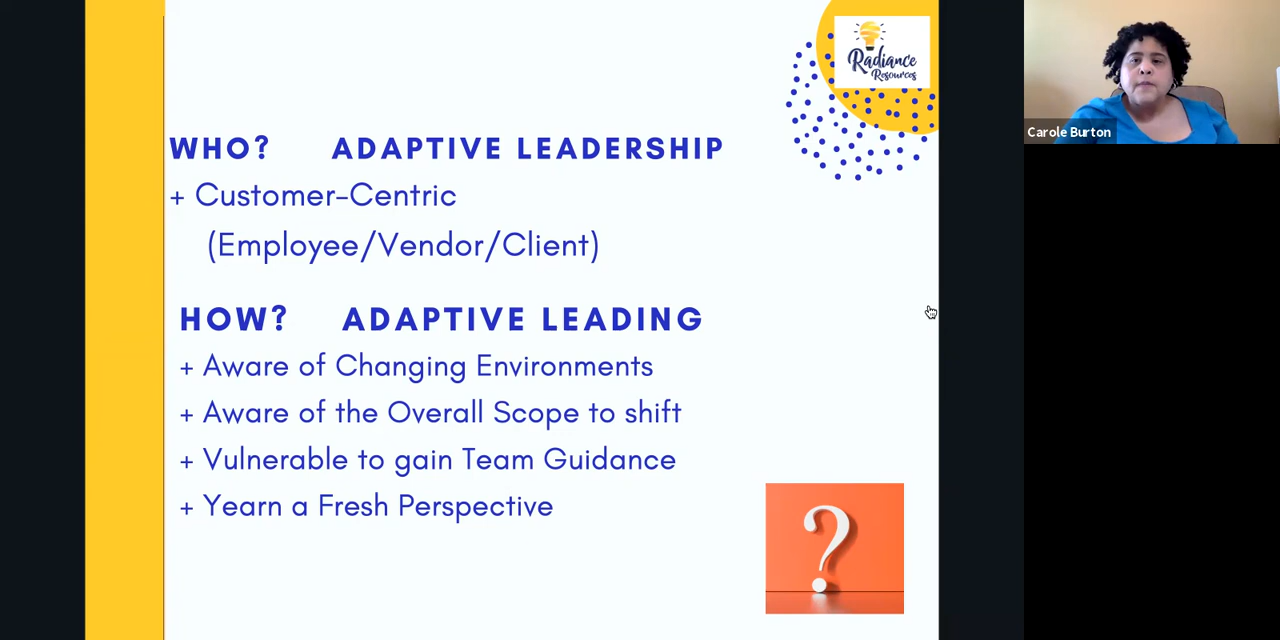 Radiance
Resources
WHO? ADAPTIVE LEADERSHIP
+ Customer-Centric
(Employee/Vendor/Client)
HOW? ADAPTIVE LEADING
+ Aware of Changing Environments
+ Aware of the Overall Scope to shift
+ Vulnerable to gain Team Guidance
+ Yearn a Fresh Perspective
?
Carole Burton